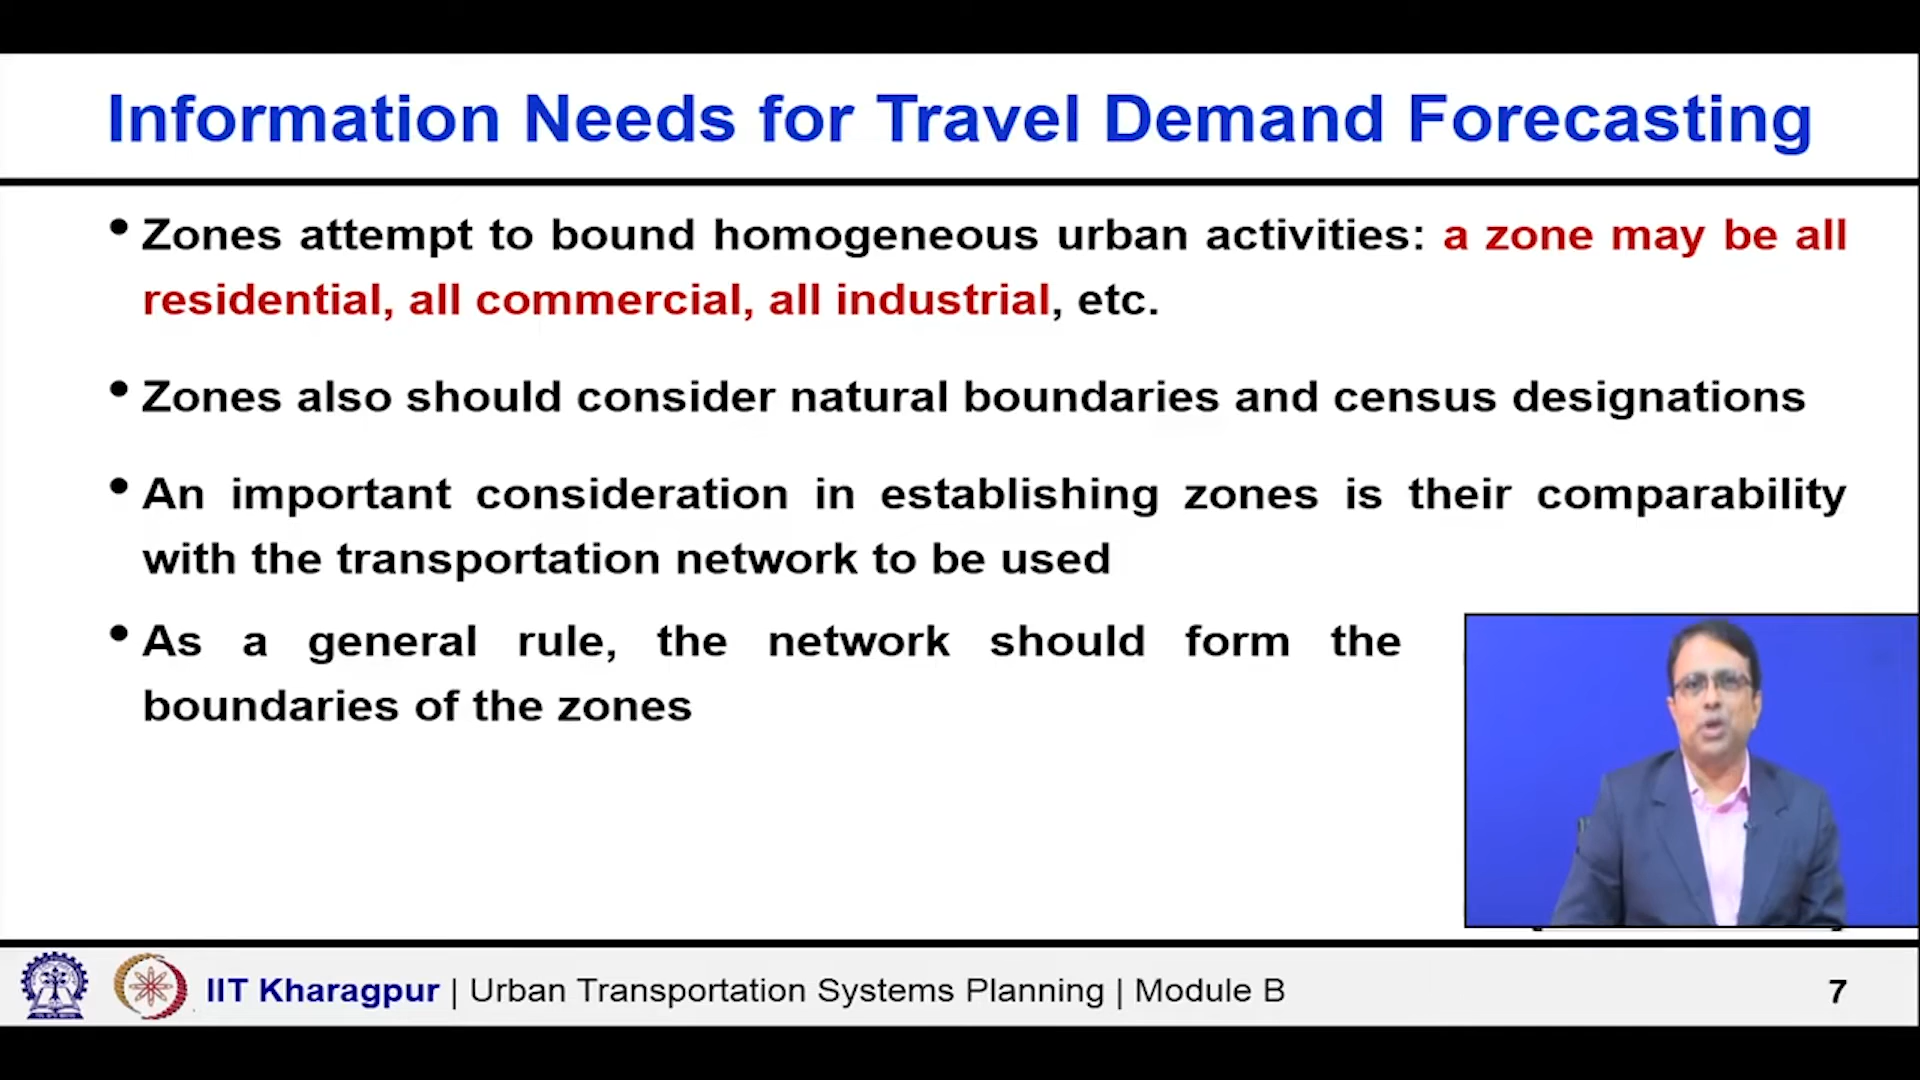 Information Needs for Travel Demand Forecasting
• Zones attempt to bound homogeneous urban activities: a zone may be all
residential, all commercial, all industrial, etc.
• Zones also should consider natural boundaries and census designations
• An important consideration in establishing zones is their comparability
with the transportation network to be used
• As a general rule, the network should form the
boundaries of the zones
IIT Kharagpur | Urban Transportation Systems Planning | Module B
7